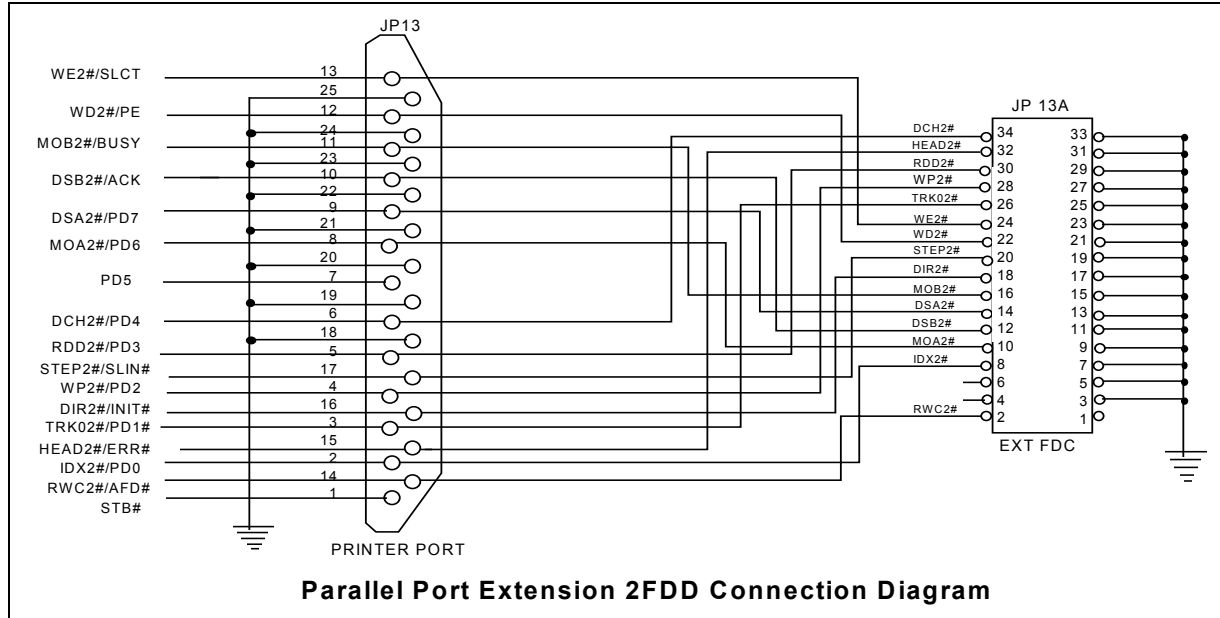 JP13
WE2#/SLCT
WD2#/PE
MOB2#/BUSY
DSB2#/ACK
DSA2#/PD7
MOA2#/PD6
PD5
DCH2#/PD4
RDD2#/PD3
STEP2#/SLIN#
WP2#/PD2
DIR2#/INIT#
TRK02#/PD1#
HEAD2#/ERR#
IDX2#/PD0
RWC2#/AFD#
STB#
13
25
12
24
11
23
10
22
9
21
8
20
7
19
6
18
5
17
4
16
3
15
2
14
1
PRINTER PORT
JP 13A
DCH2# 34 33
HEAD2# 32 31
RDD2# 30 29
WP2# 28 27
TRK02# 26 25
WE2# 24 23
WD2# 22 21
STEP2# 20 19
DIR2# 18 17
MOB2# 16 15
DSA2# 14 13
DSB2# 12 11
MOA2# 10 9
IDX2# 8 7
6 5
4 3
RWC2# 2 1
EXT FDC
Parallel Port Extension 2FDD Connection Diagram